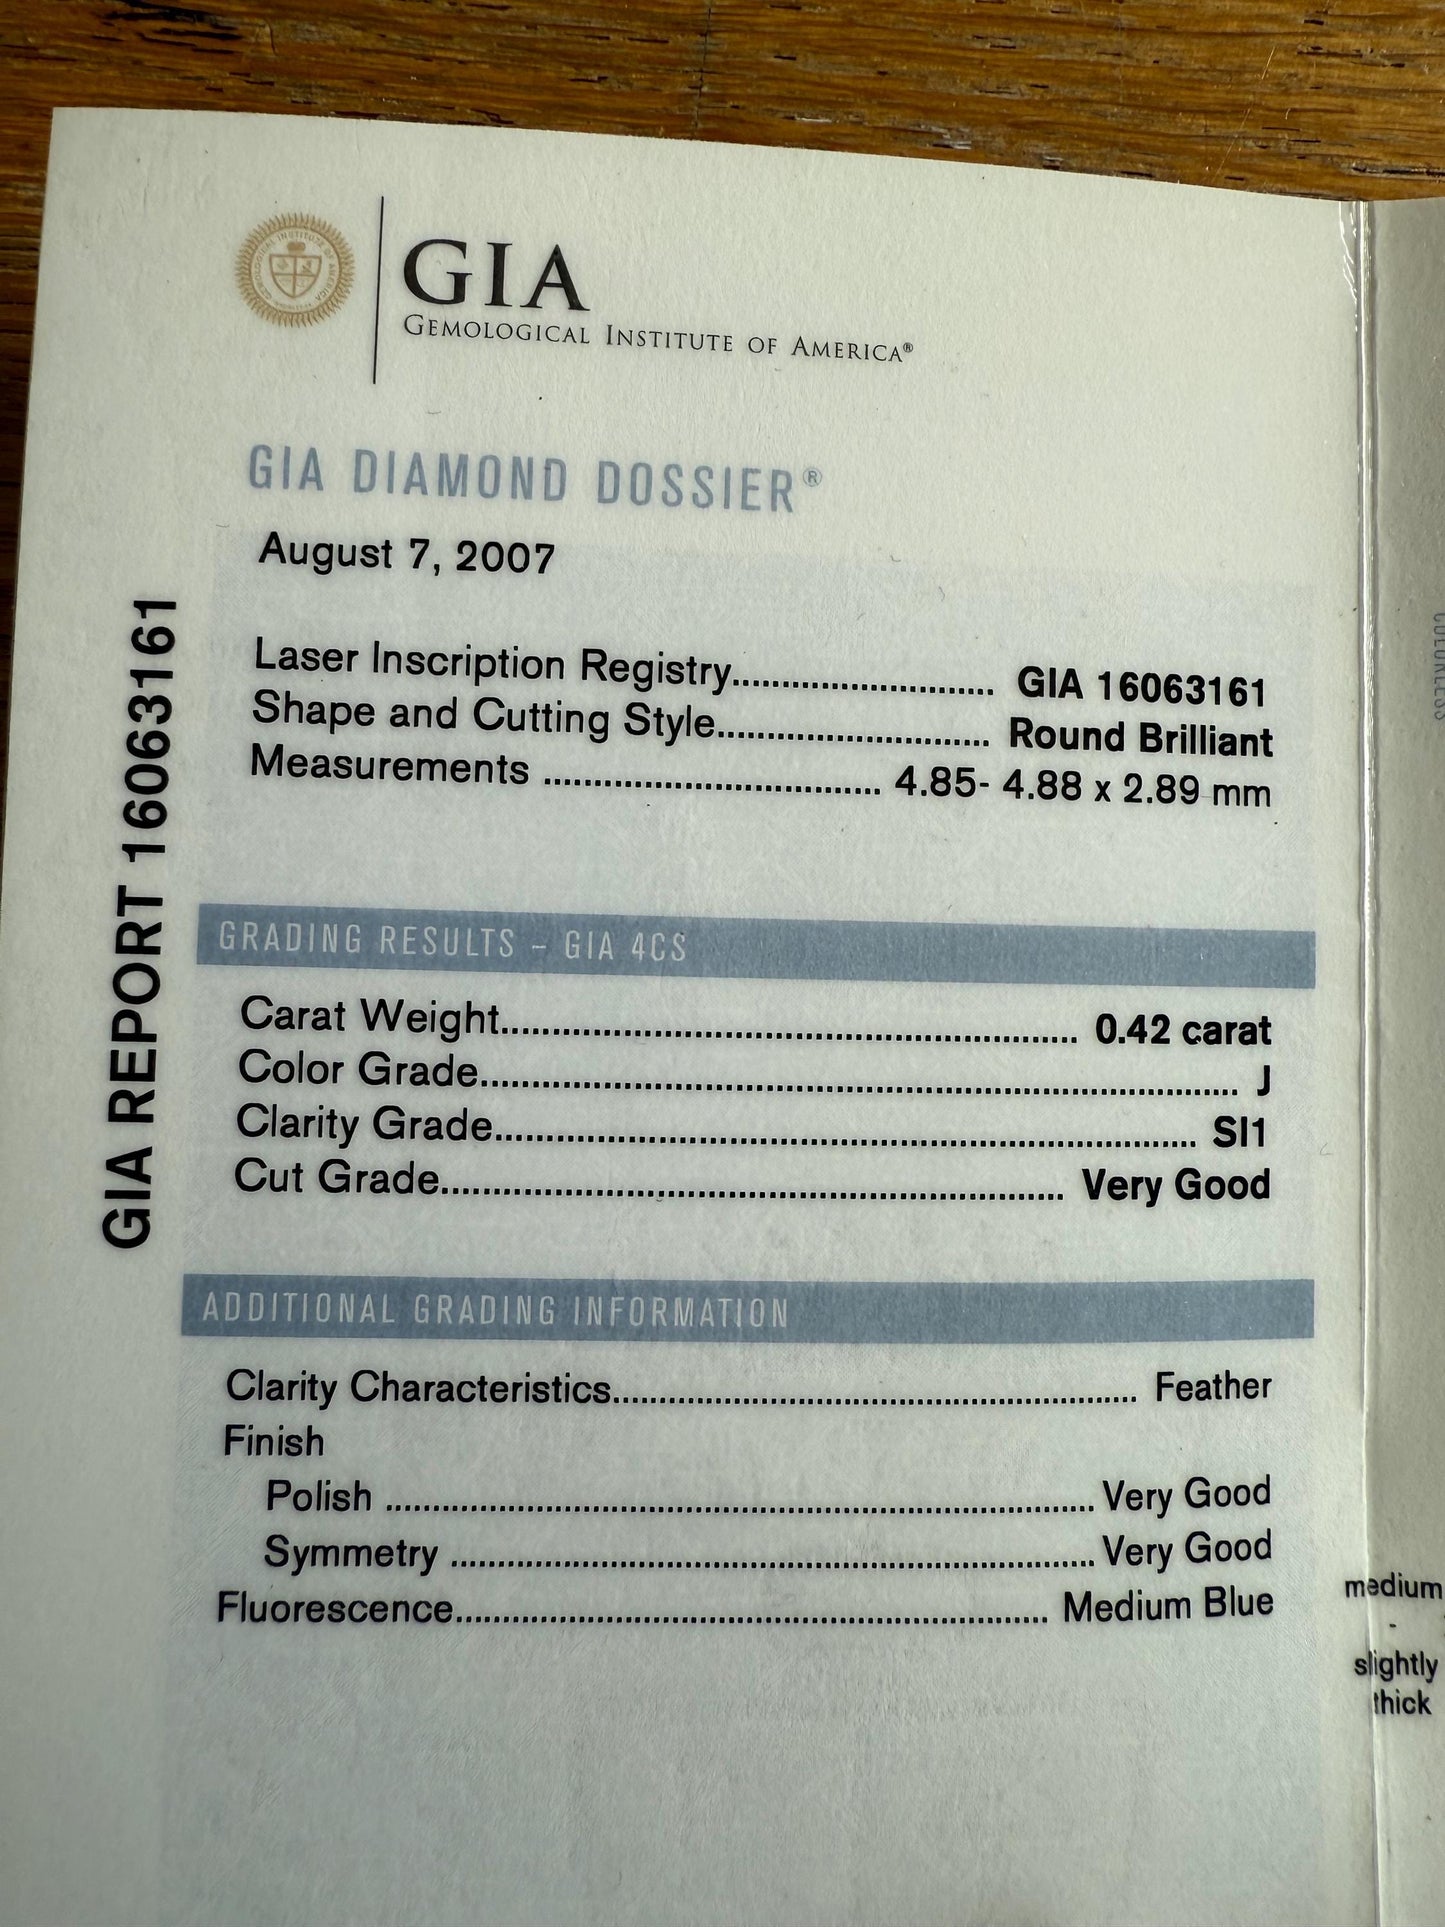 GIA
GEMOLOGICAL INSTITUTE OF AMERICA®
GIA DIAMOND DOSSIER®
August 7, 2007
GIA REPORT 16063161
Laser Inscription Registry............................ GIA 16063161
Shape and Cutting Style............................ Round Brilliant
Measurements .................................. 4.85- 4.88 x 2.89 mm
GRADING RESULTS – GIA 4CS
Carat Weight.......................................................... 0.42 carat
Color Grade............................................................................ J
Clarity Grade...................................................................... SI1
Cut Grade.............................................................. Very Good
ADDITIONAL GRADING INFORMATION
Clarity Characteristics.................................................... Feather
Finish
Polish ......................................................................Very Good
Symmetry ................................................................Very Good
Fluorescence........................................................... Medium Blue
COLORLESS
medium
-
slightly
thick